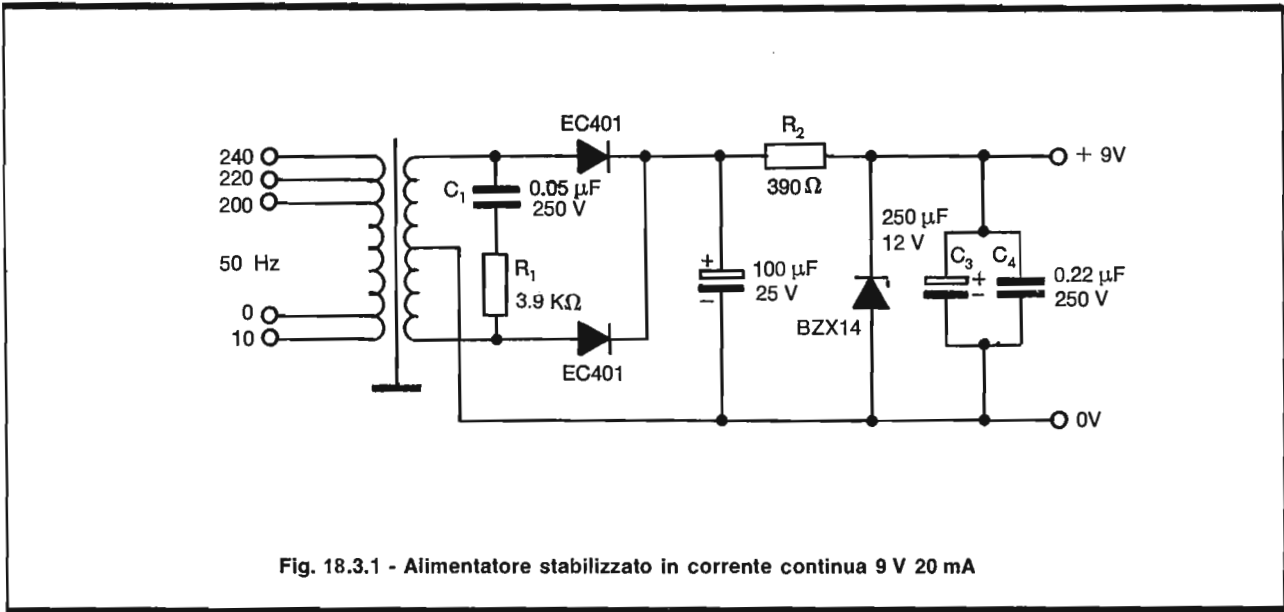 EC401
R₂
240
220
200
C₁
0.05 µF
250 V
+ 9V
390 Ω
250 µF
12 V
50 Hz
R₁
3.9 KΩ
+
−
100 µF
25 V
C₃
C₄
+
−
0.22 µF
250 V
0
10
BZX14
EC401
0V
Fig. 18.3.1 - Alimentatore stabilizzato in corrente continua 9 V 20 mA